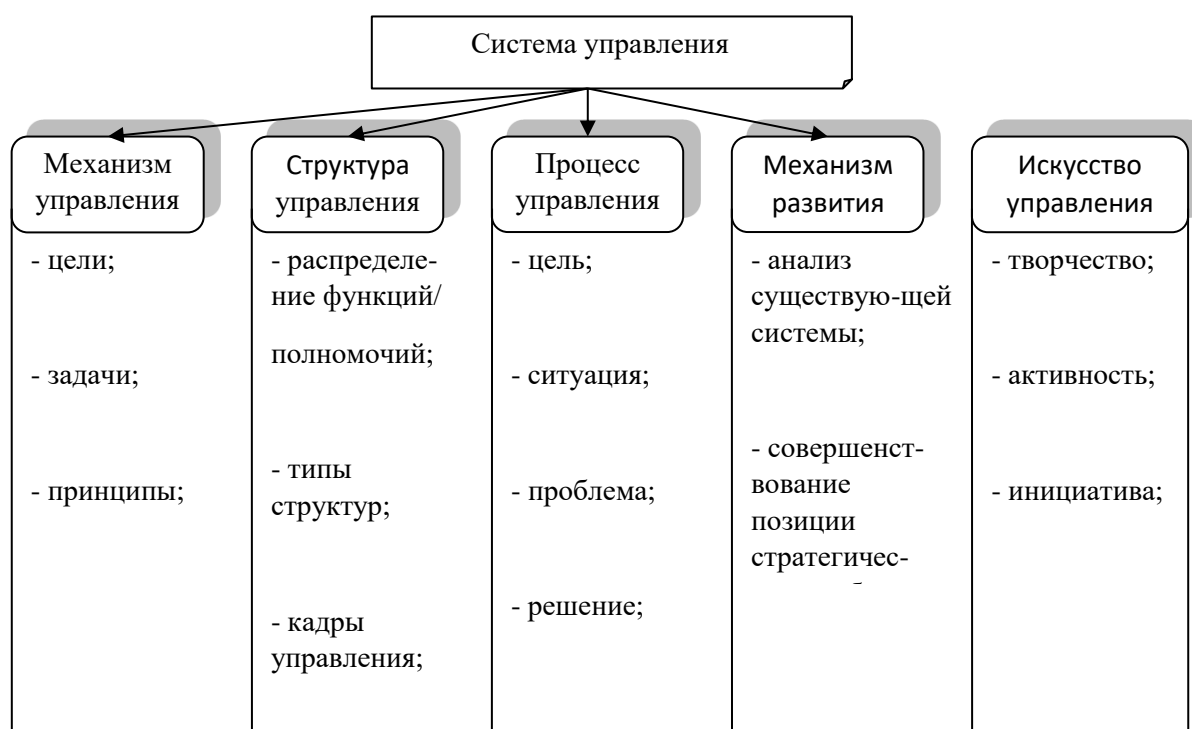 Система управления
Механизм
управления
- цели;
- задачи;
- принципы;
Структура
управления
- распределе-
ние функций/
полномочий;
- типы
структур;
- кадры
управления;
Процесс
управления
- цель;
- ситуация;
- проблема;
- решение;
Механизм
развития
- анализ
существую-щей
системы;
- совершенст-
вование
позиции
стратегичес-
Искусство
управления
- творчество;
- активность;
- инициатива;